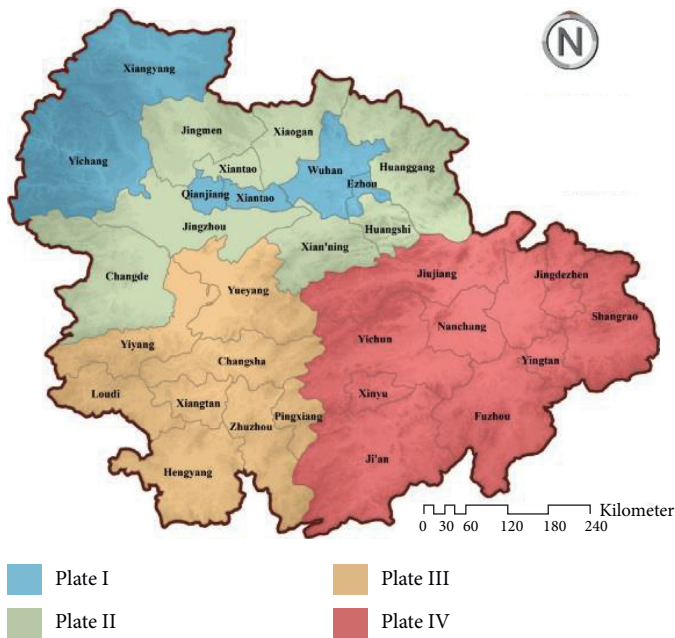 N
Xiangyang
Jingmen
Xiaogan
Yichang
Xiantao
Wuhan
Huanggang
Ezhou
Qianjiang
Xiantao
Jingzhou
Huangshi
Xian'ning
Changde
Jiujiang
Jingdezhen
Yueyang
Shangrao
Nanchang
Yiyang
Yichun
Changsha
Yingtan
Loudi
Xiangtan
Xinyu
Pingxiang
Fuzhou
Zhuzhou
Ji'an
Hengyang
Kilometer
0 30 60 120 180 240
Plate I
Plate III
Plate II
Plate IV